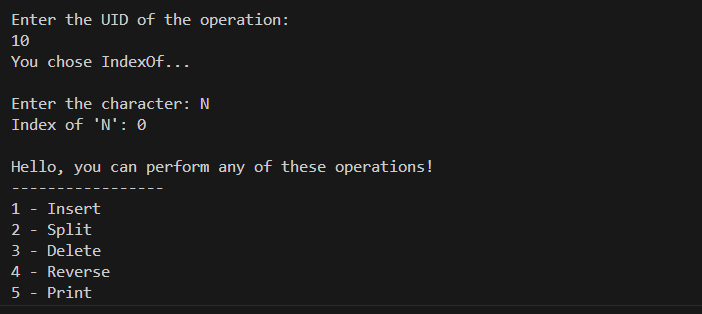 Enter the UID of the operation:
10
You chose IndexOf...
Enter the character: N
Index of 'N': 0
Hello, you can perform any of these operations!
-----------------
1 - Insert
2 - Split
3 - Delete
4 - Reverse
5 - Print